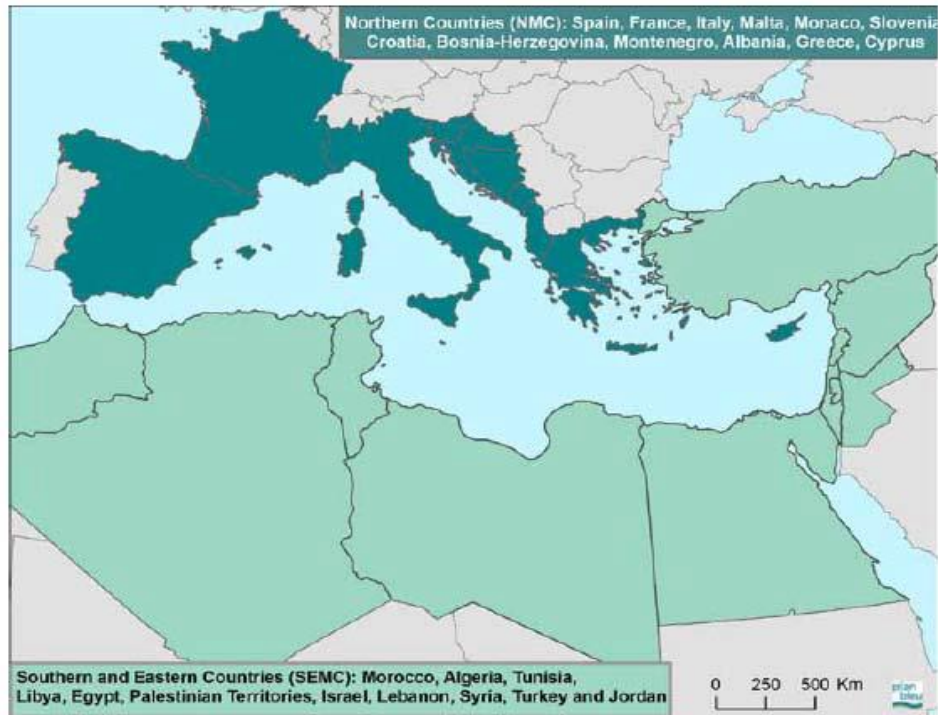 Northern Countries (NMC): Spain, France, Italy, Malta, Monaco, Slovenia
Croatia, Bosnia-Herzegovina, Montenegro, Albania, Greece, Cyprus
Southern and Eastern Countries (SEMC): Morocco, Algeria, Tunisia,
Libya, Egypt, Palestinian Territories, Israel, Lebanon, Syria, Turkey and Jordan
0 250 500 Km
plan
bleu